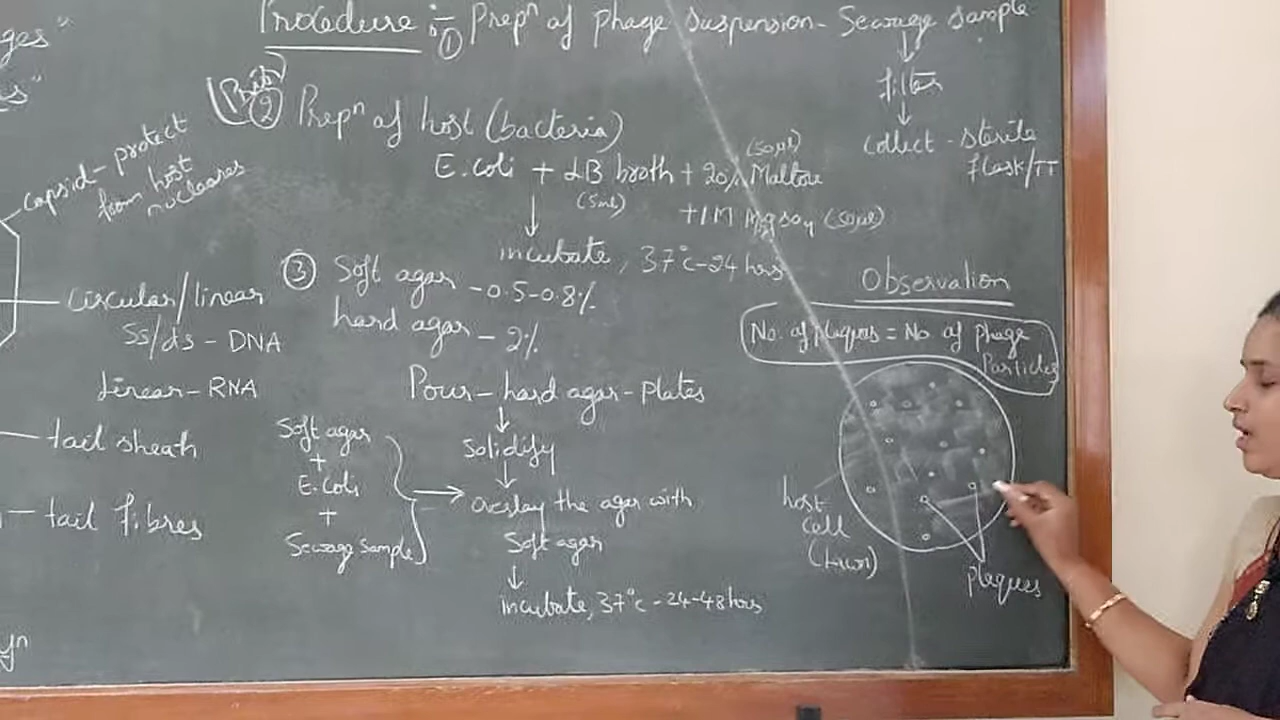 ges"
s"
Procedure :- ① Prepⁿ of phage suspension - Sewage sample
↓
filter
↓
collect - sterile
flask/TT
② Prepⁿ of host (bacteria)
E.coli + LB broth + 20% Maltose
(5ml)
(50μl)
+ 1M MgSO₄ (50μl)
↓
incubate, 37°c - 24 hrs
③ Soft agar - 0.5-0.8%
hard agar - 2%
Pour - hard agar - plates
↓
Solidify
↓
Overlay the agar with
Soft agar
↓
incubate, 37°c - 24-48 hrs
Soft agar
+
E.Coli
+
Sewage Sample
→
capsid - protect
from host
nucleases
circular/linear
ss/ds - DNA
Linear - RNA
tail sheath
tail fibres
Observation
No. of plaques = No. of phage
Particles
host
cell
(lawn)
plaques